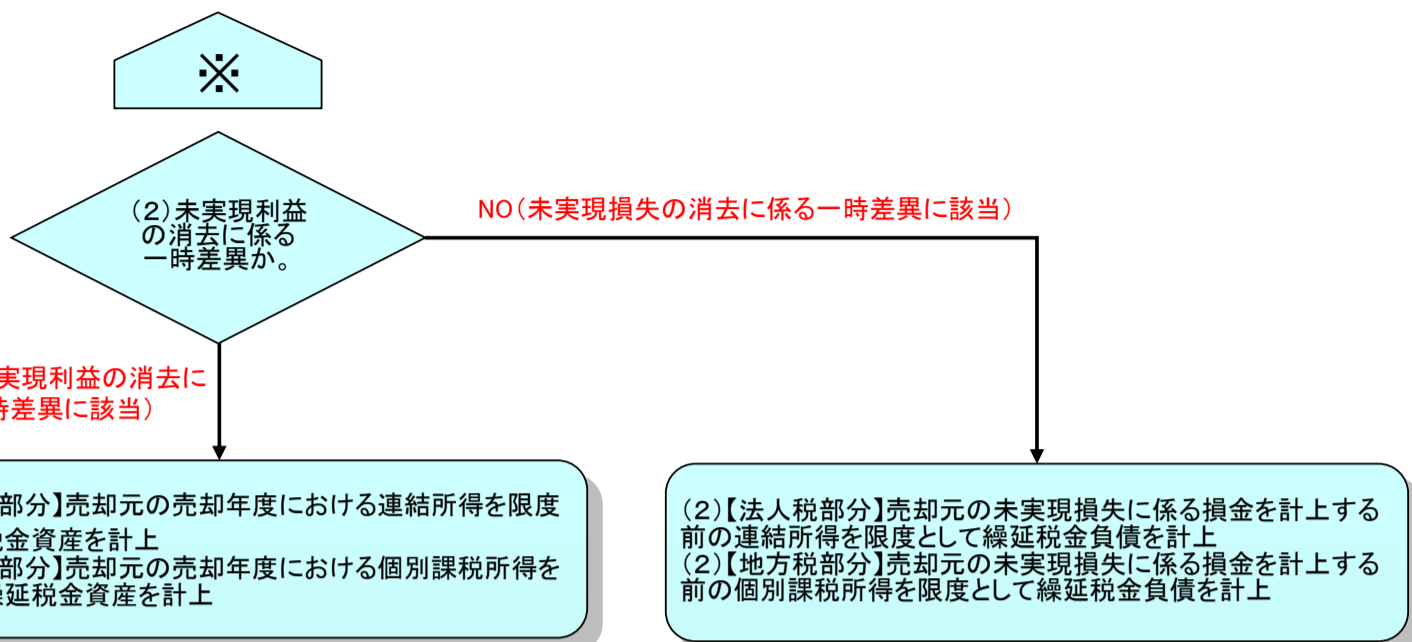 ※
(2)未実現利益
の消去に係る
一時差異か。
NO(未実現損失の消去に係る一時差異に該当)
実現利益の消去に
時差異に該当)
部分】売却元の売却年度における連結所得を限度
金資産を計上
部分】売却元の売却年度における個別課税所得を
延税金資産を計上
(2)【法人税部分】売却元の未実現損失に係る損金を計上する
前の連結所得を限度として繰延税金負債を計上
(2)【地方税部分】売却元の未実現損失に係る損金を計上する
前の個別課税所得を限度として繰延税金負債を計上